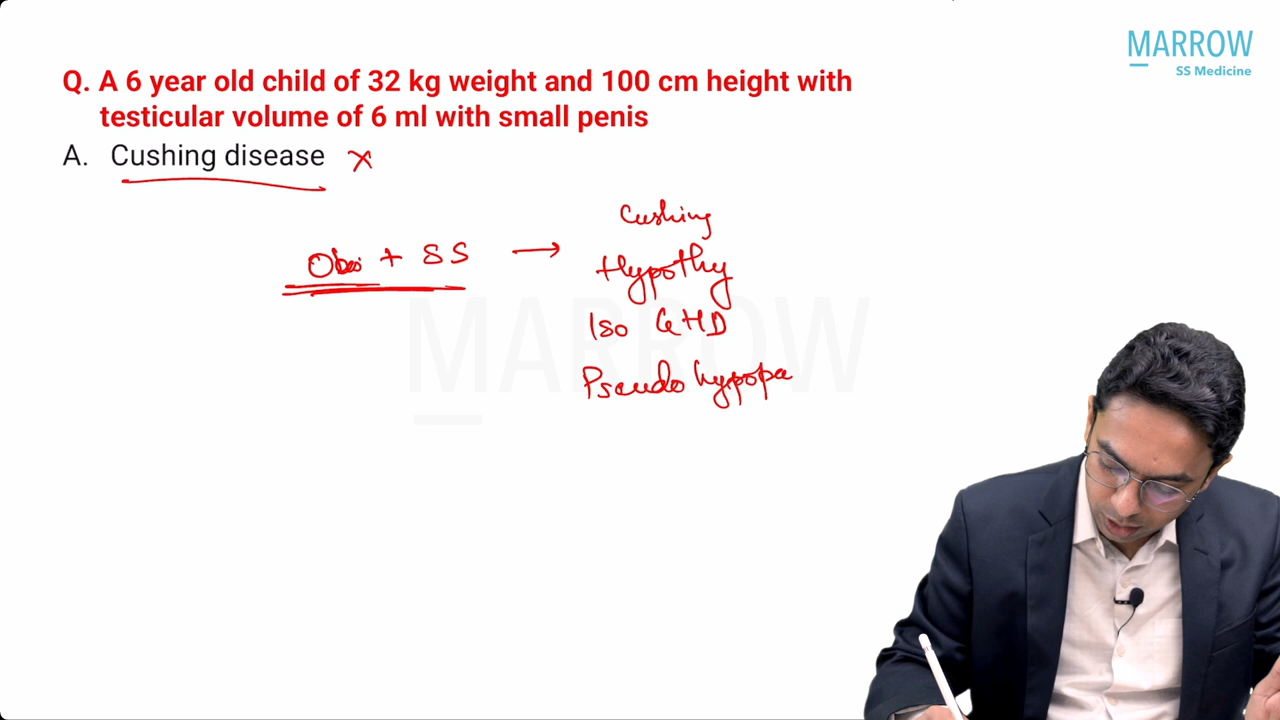 MARROW
SS Medicine
Q. A 6 year old child of 32 kg weight and 100 cm height with
testicular volume of 6 ml with small penis
A. Cushing disease ×
Obes + SS →
Cushing
Hypothy
Iso GHD
Pseudo hypopa
MARROW